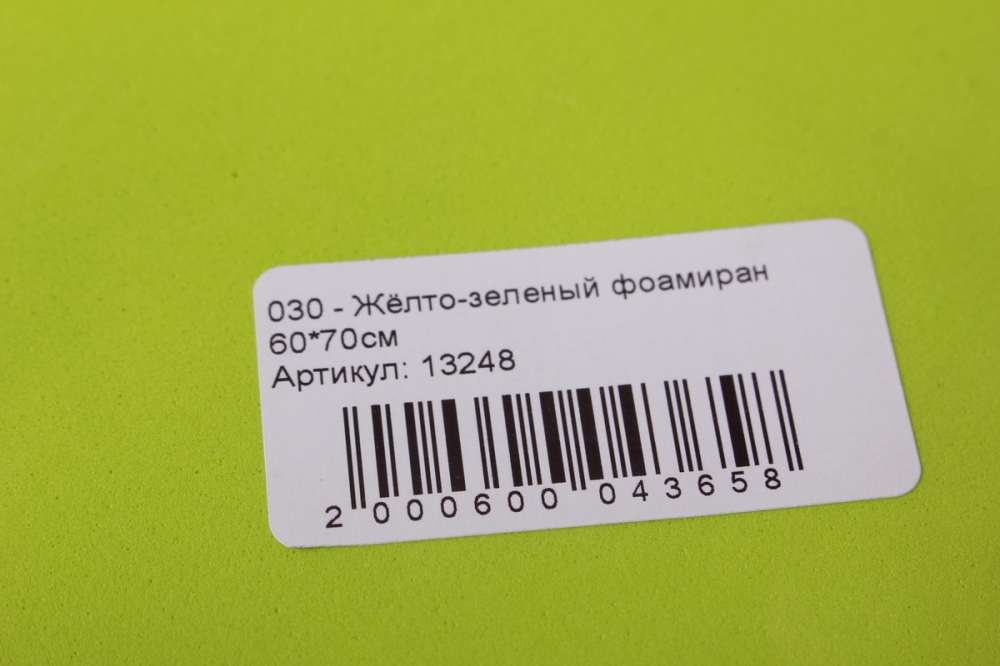 030 - Жёлто-зеленый фоамиран
60*70см
Артикул: 13248
2 000600 043658